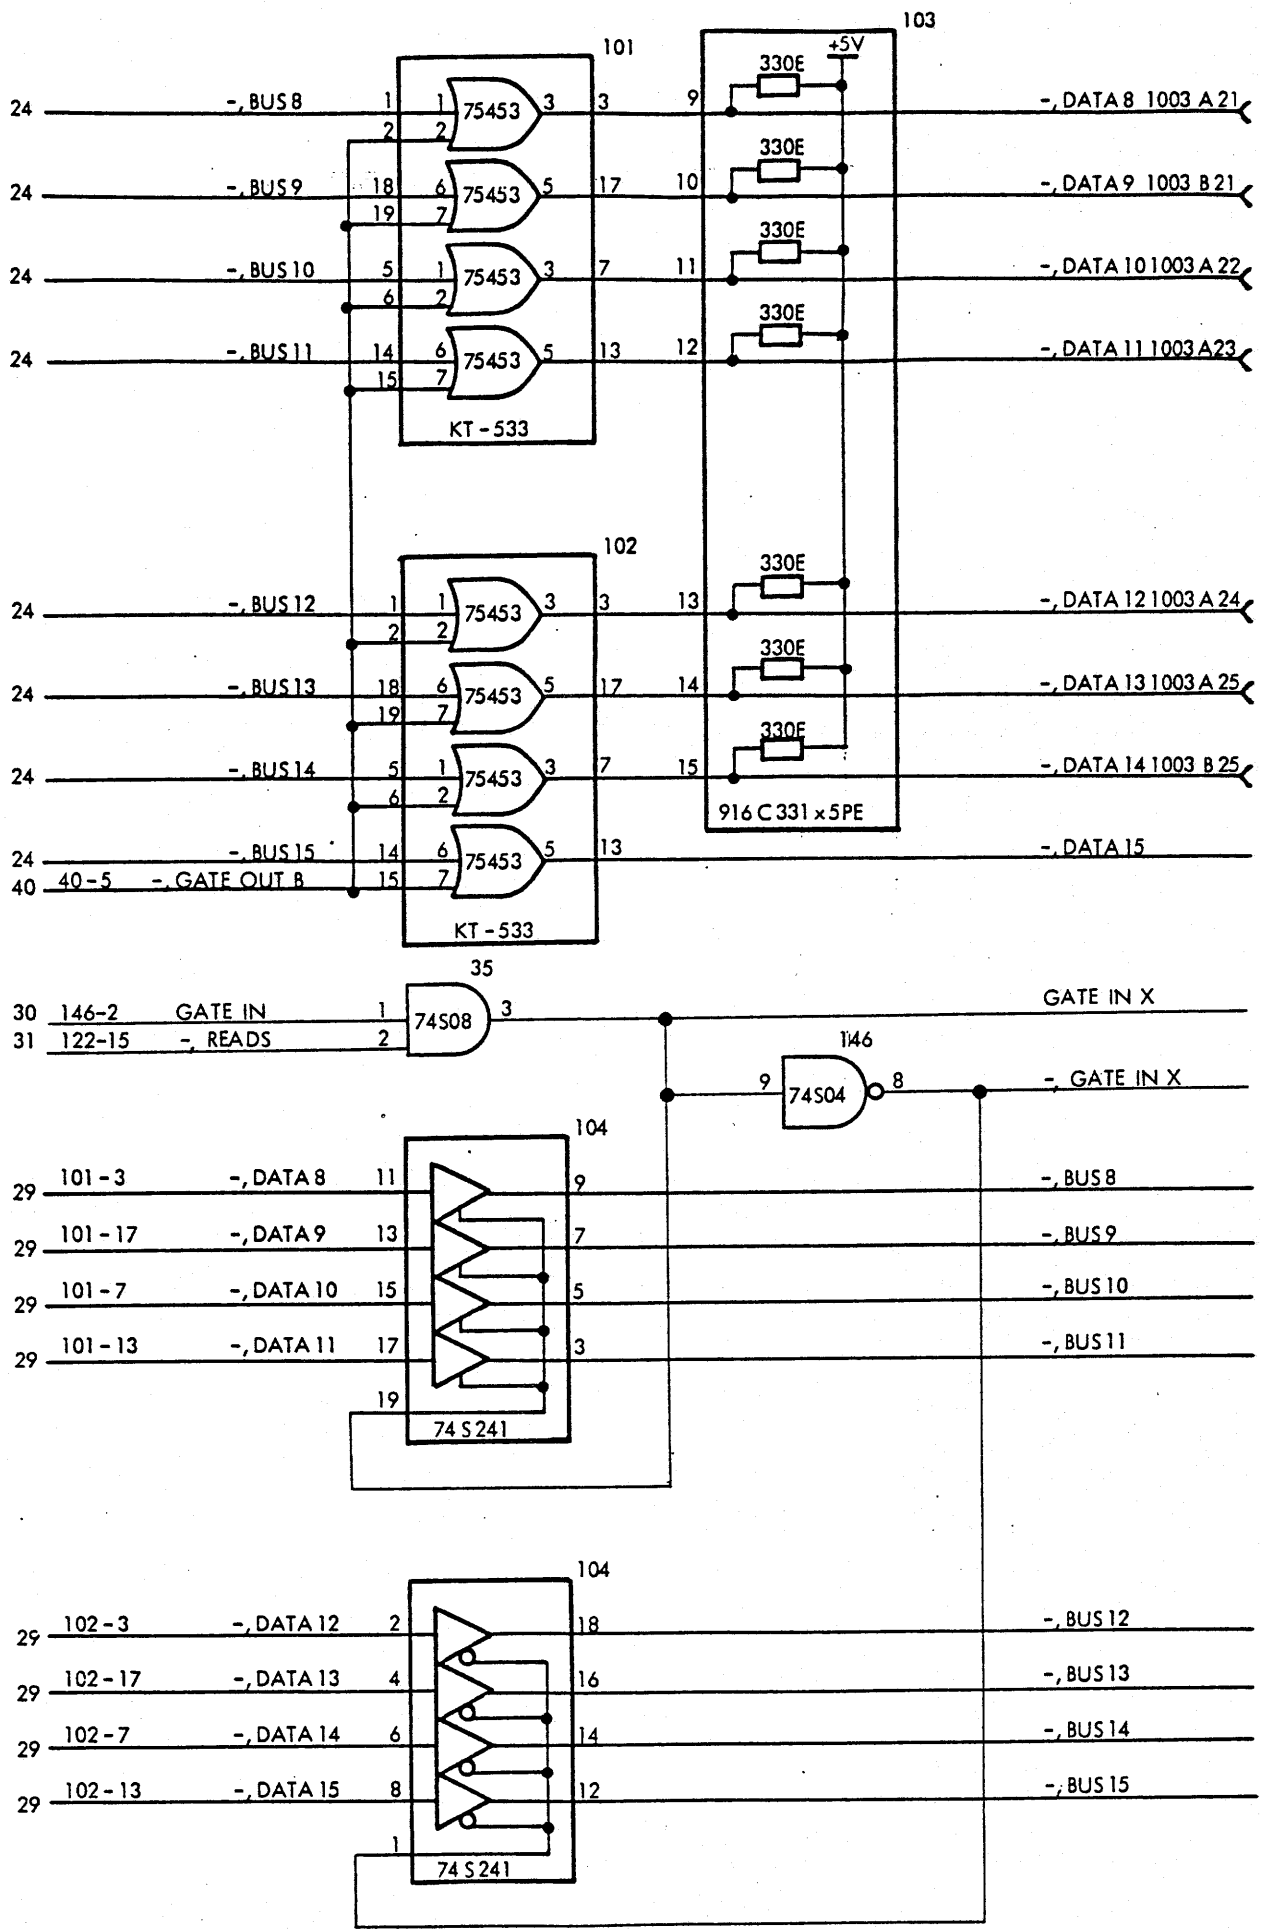 103
101
+5V
330E
24 -,BUS 8 1 1 75453 3 3 9 -,DATA 8 1003 A 21
2 2
330E
24 -,BUS 9 18 6 75453 5 17 10 -,DATA 9 1003 B 21
19 7
330E
24 -,BUS 10 5 1 75453 3 7 11 -,DATA 10 1003 A 22
6 2
330E
24 -,BUS 11 14 6 75453 5 13 12 -,DATA 11 1003 A 23
15 7
KT - 533
102
330E
24 -,BUS 12 1 1 75453 3 3 13 -,DATA 12 1003 A 24
2 2
330E
24 -,BUS 13 18 6 75453 5 17 14 -,DATA 13 1003 A 25
19 7
330E
24 -,BUS 14 5 1 75453 3 7 15 -,DATA 14 1003 B 25
6 2
916 C 331 x 5PE
24 -,BUS 15 14 6 75453 5 13 -,DATA 15
40 40-5 -,GATE OUT B 15 7
KT - 533
35
30 146-2 GATE IN 1 74S08 3 GATE IN X
31 122-15 -, READS 2
146
9 74S04 8 -, GATE IN X
104
29 101 - 3 -,DATA 8 11 9 -,BUS 8
29 101 - 17 -,DATA 9 13 7 -,BUS 9
29 101 - 7 -,DATA 10 15 5 -,BUS 10
29 101 - 13 -,DATA 11 17 3 -,BUS 11
19
74 S 241
104
29 102 - 3 -,DATA 12 2 18 -,BUS 12
29 102 - 17 -,DATA 13 4 16 -,BUS 13
29 102 - 7 -,DATA 14 6 14 -,BUS 14
29 102 - 13 -,DATA 15 8 12 -,BUS 15
1
74 S 241